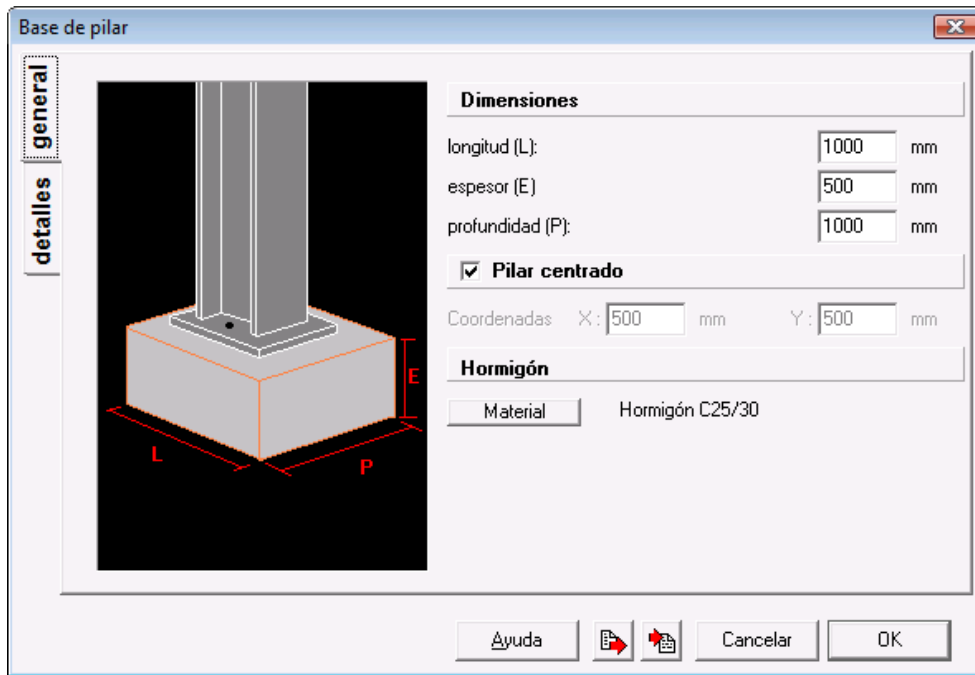 Base de pilar
general
detalles
Dimensiones
longitud (L): 1000 mm
espesor (E) 500 mm
profundidad (P): 1000 mm
Pilar centrado
Coordenadas X : 500 mm Y : 500 mm
Hormigón
Material Hormigón C25/30
E
L
P
Ayuda Cancelar OK